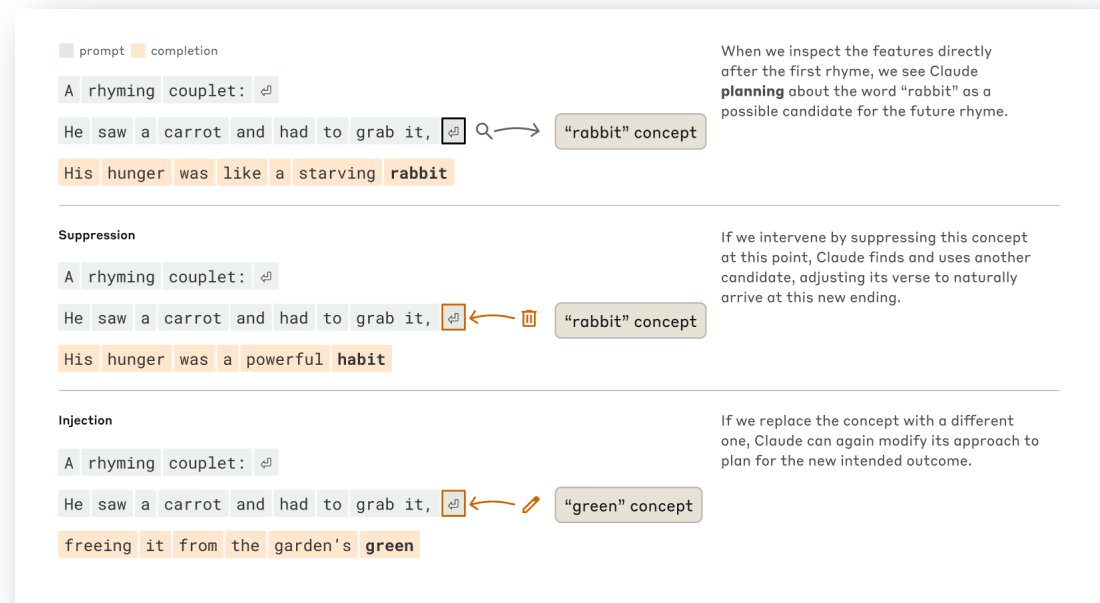 prompt completion
A rhyming couplet: ⏎
He saw a carrot and had to grab it, ⏎
“rabbit” concept
His hunger was like a starving rabbit
When we inspect the features directly
after the first rhyme, we see Claude
planning about the word “rabbit” as a
possible candidate for the future rhyme.
Suppression
A rhyming couplet: ⏎
He saw a carrot and had to grab it, ⏎
“rabbit” concept
His hunger was a powerful habit
If we intervene by suppressing this concept
at this point, Claude finds and uses another
candidate, adjusting its verse to naturally
arrive at this new ending.
Injection
A rhyming couplet: ⏎
He saw a carrot and had to grab it, ⏎
“green” concept
freeing it from the garden’s green
If we replace the concept with a different
one, Claude can again modify its approach to
plan for the new intended outcome.